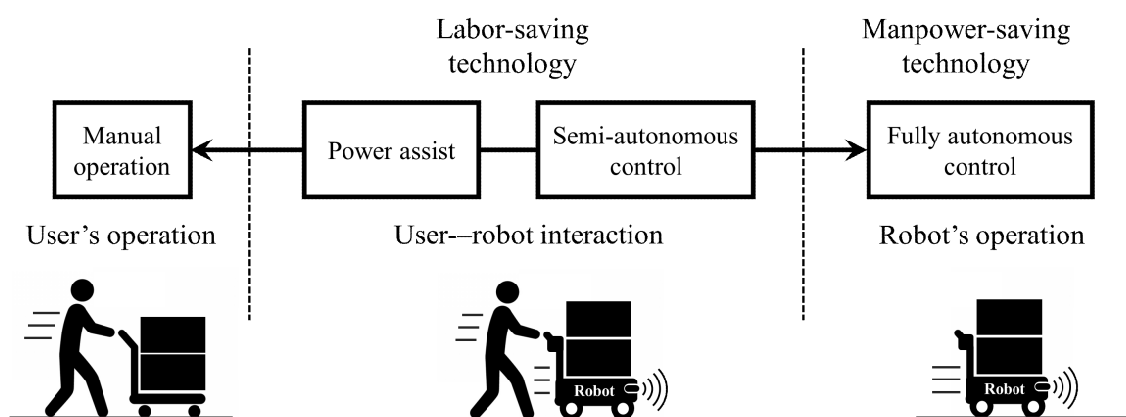 Labor-saving
technology
Manpower-saving
technology
Manual
operation
Power assist
Semi-autonomous
control
Fully autonomous
control
User’s operation
User-–robot interaction
Robot’s operation
Robot
Robot